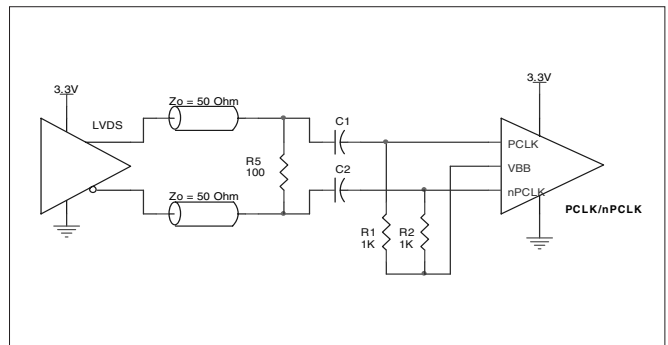 3.3V
LVDS
Zo = 50 Ohm
Zo = 50 Ohm
R5
100
C1
C2
R1
1K
R2
1K
3.3V
PCLK
VBB
nPCLK
PCLK/nPCLK